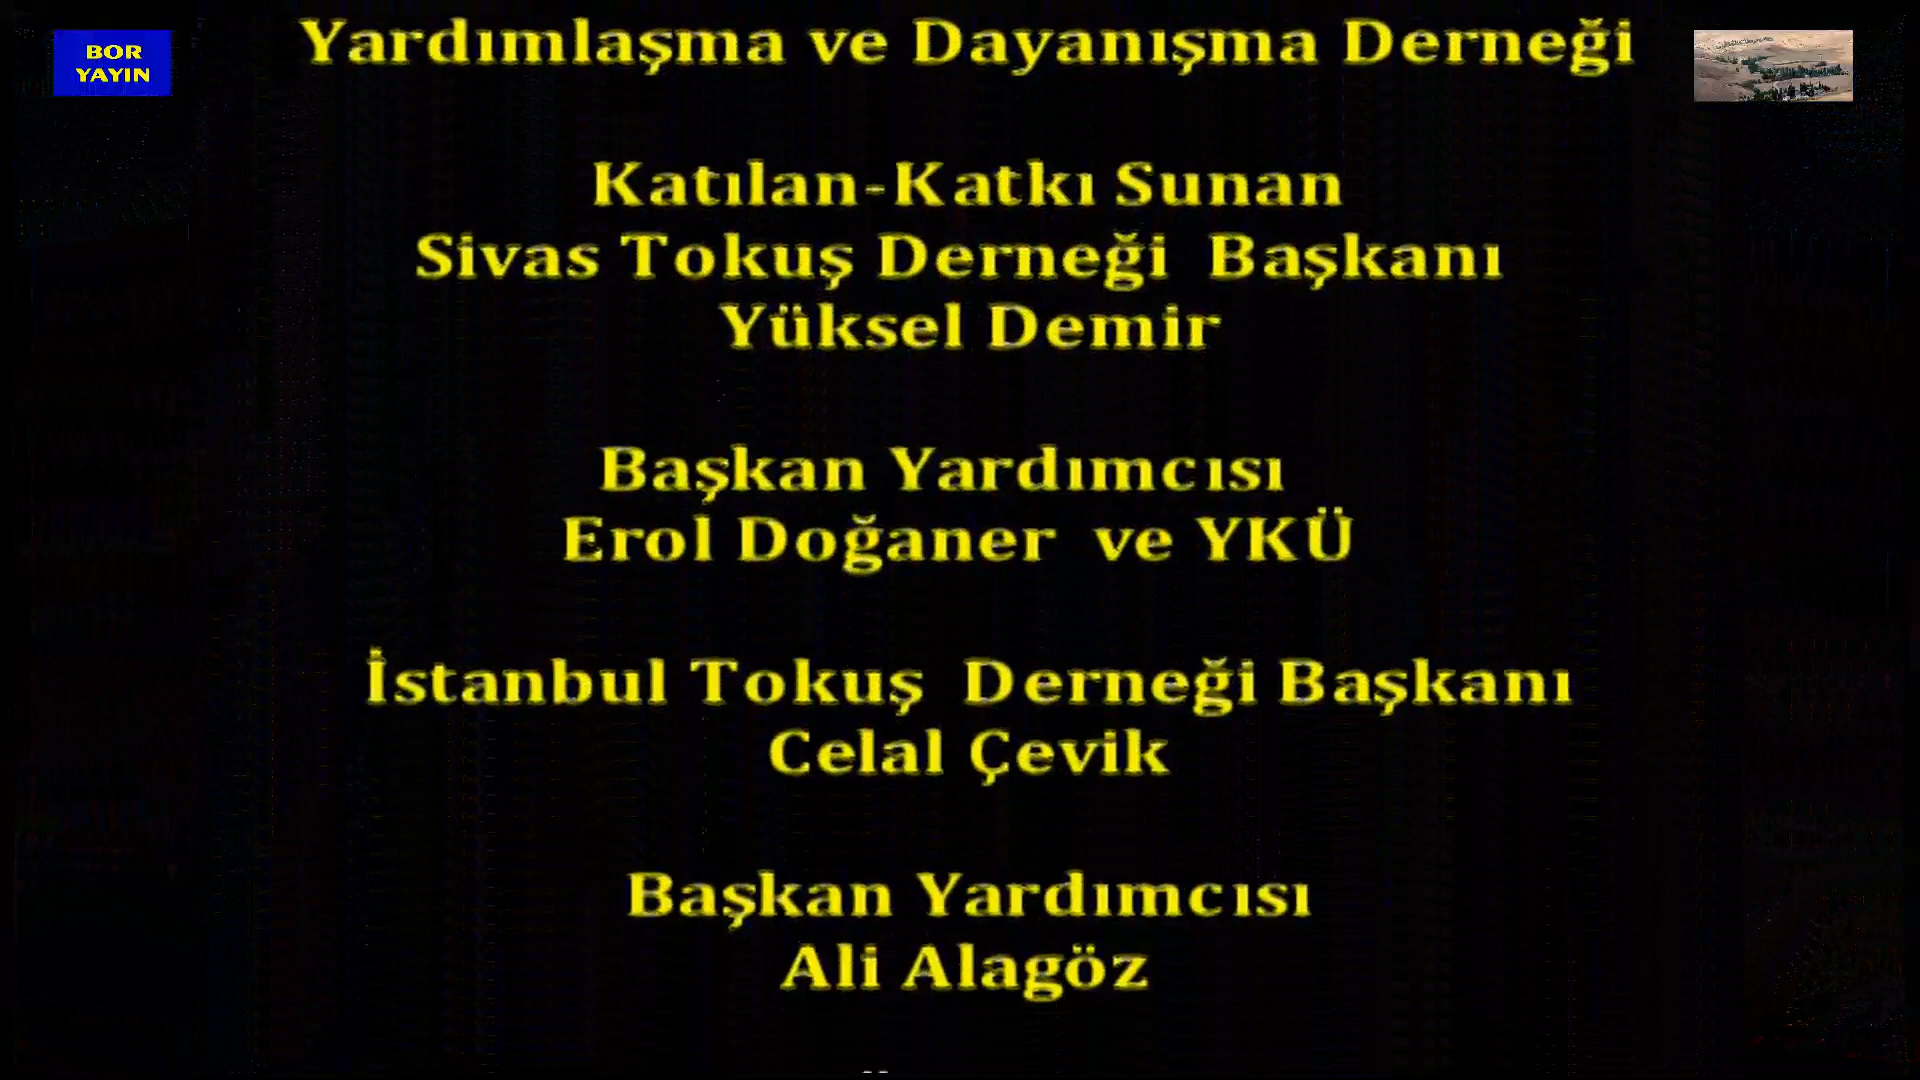 BOR
YAYIN
Yardımlaşma ve Dayanışma Derneği
Katılan-Katkı Sunan
Sivas Tokuş Derneği Başkanı
Yüksel Demir
Başkan Yardımcısı
Erol Doğaner ve YKÜ
İstanbul Tokuş Derneği Başkanı
Celal Çevik
Başkan Yardımcısı
Ali Alagöz